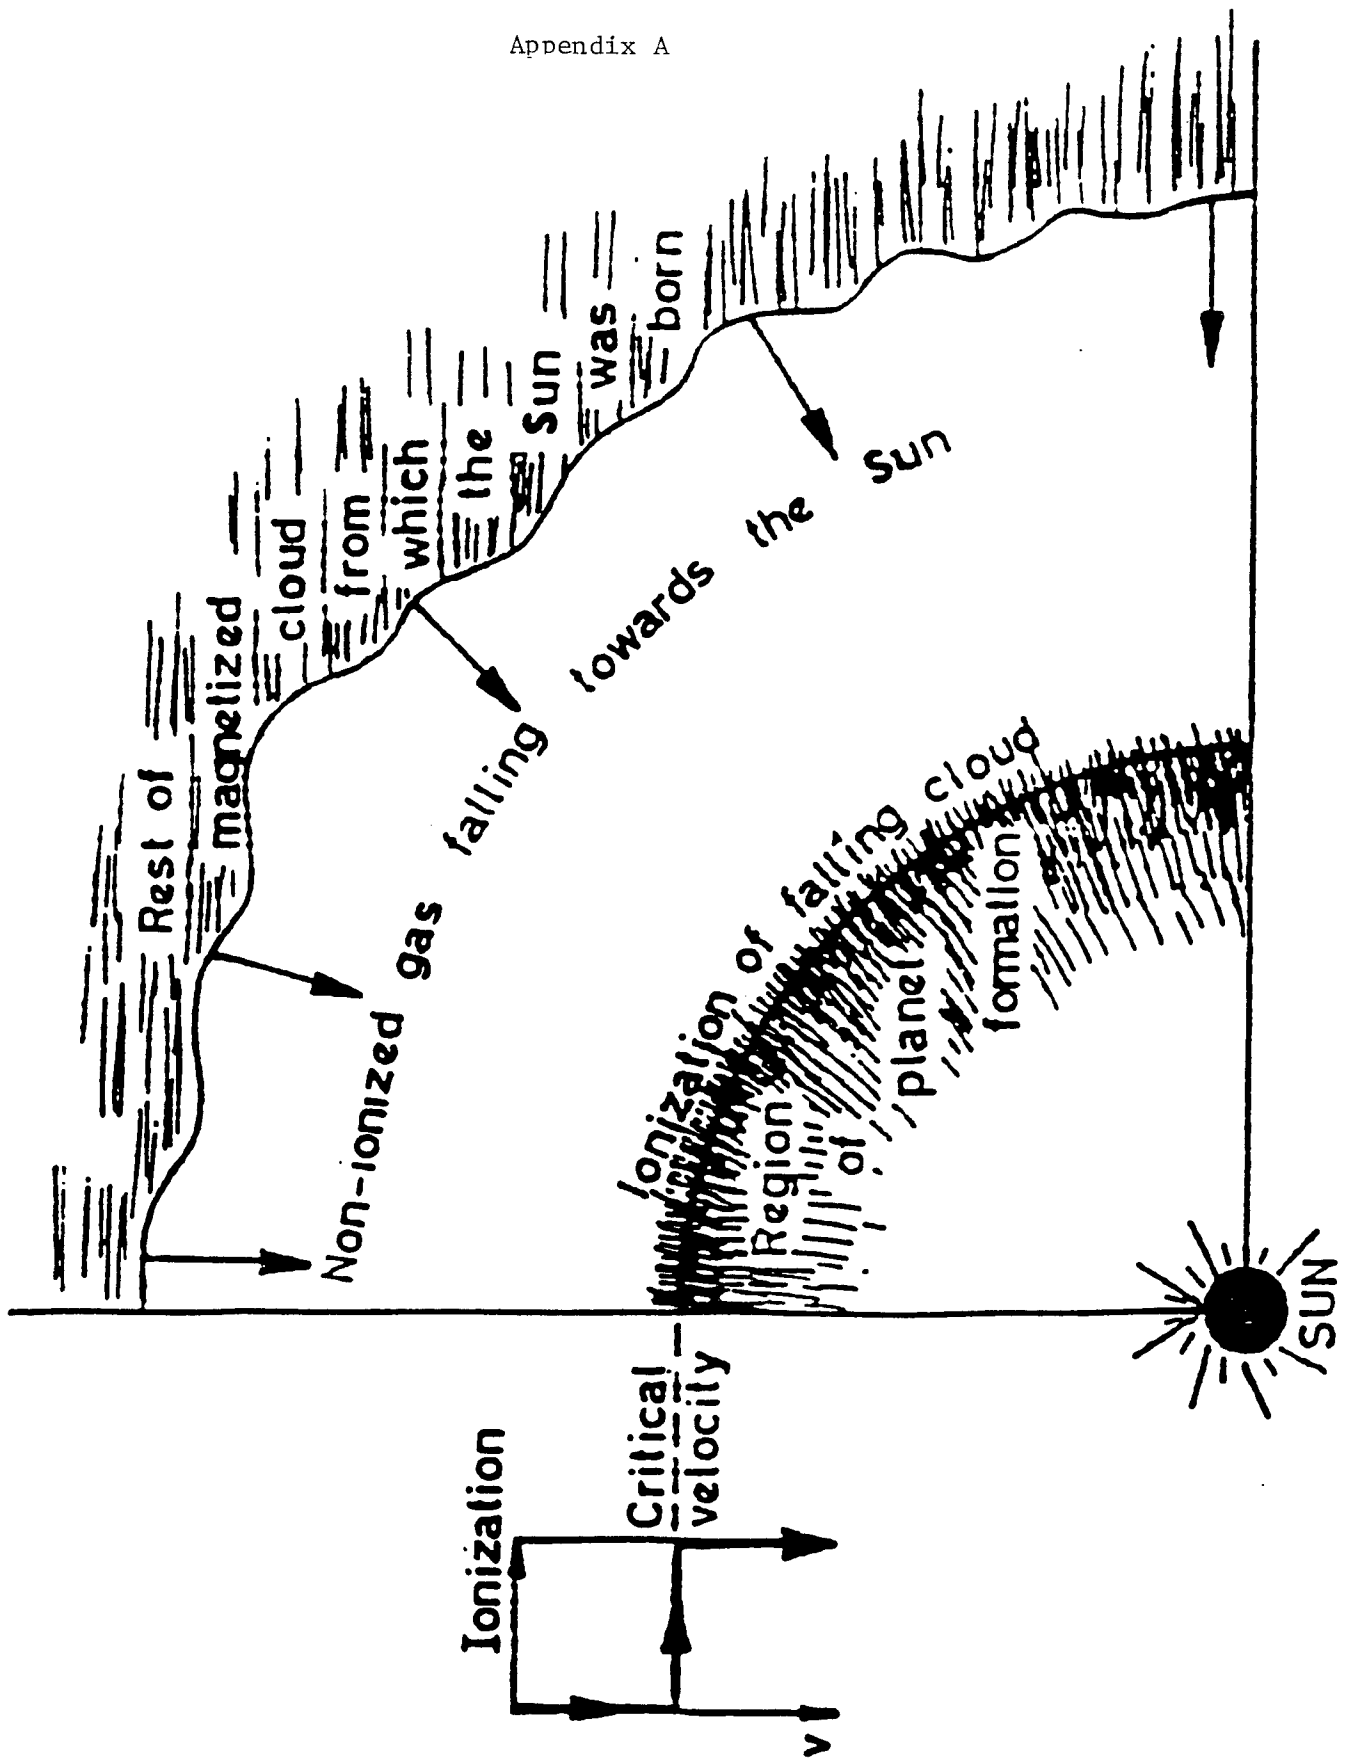 Appendix A
Rest of
magnetized
cloud
from
which
the
Sun
was
born
Non-ionized gas falling towards the Sun
Ionization of falling cloud
Region
of
planet
formation
Ionization
Critical
velocity
v
SUN